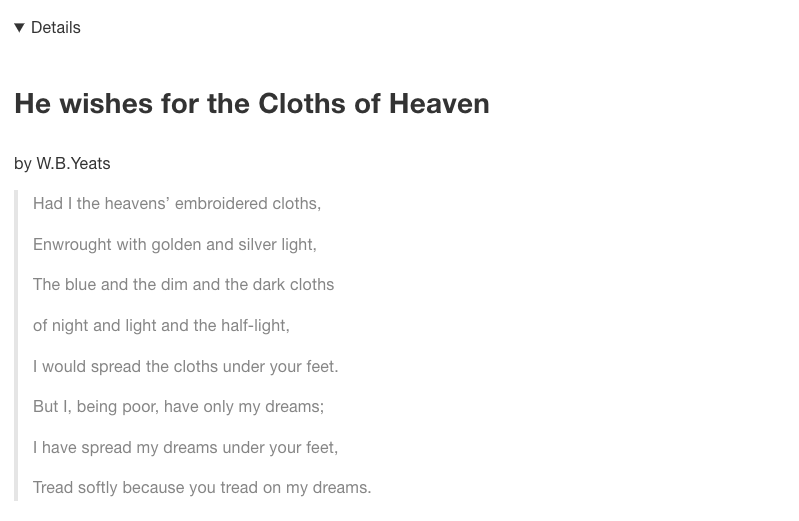 Details
He wishes for the Cloths of Heaven
by W.B.Yeats
Had I the heavens’ embroidered cloths,
Enwrought with golden and silver light,
The blue and the dim and the dark cloths
of night and light and the half-light,
I would spread the cloths under your feet.
But I, being poor, have only my dreams;
I have spread my dreams under your feet,
Tread softly because you tread on my dreams.